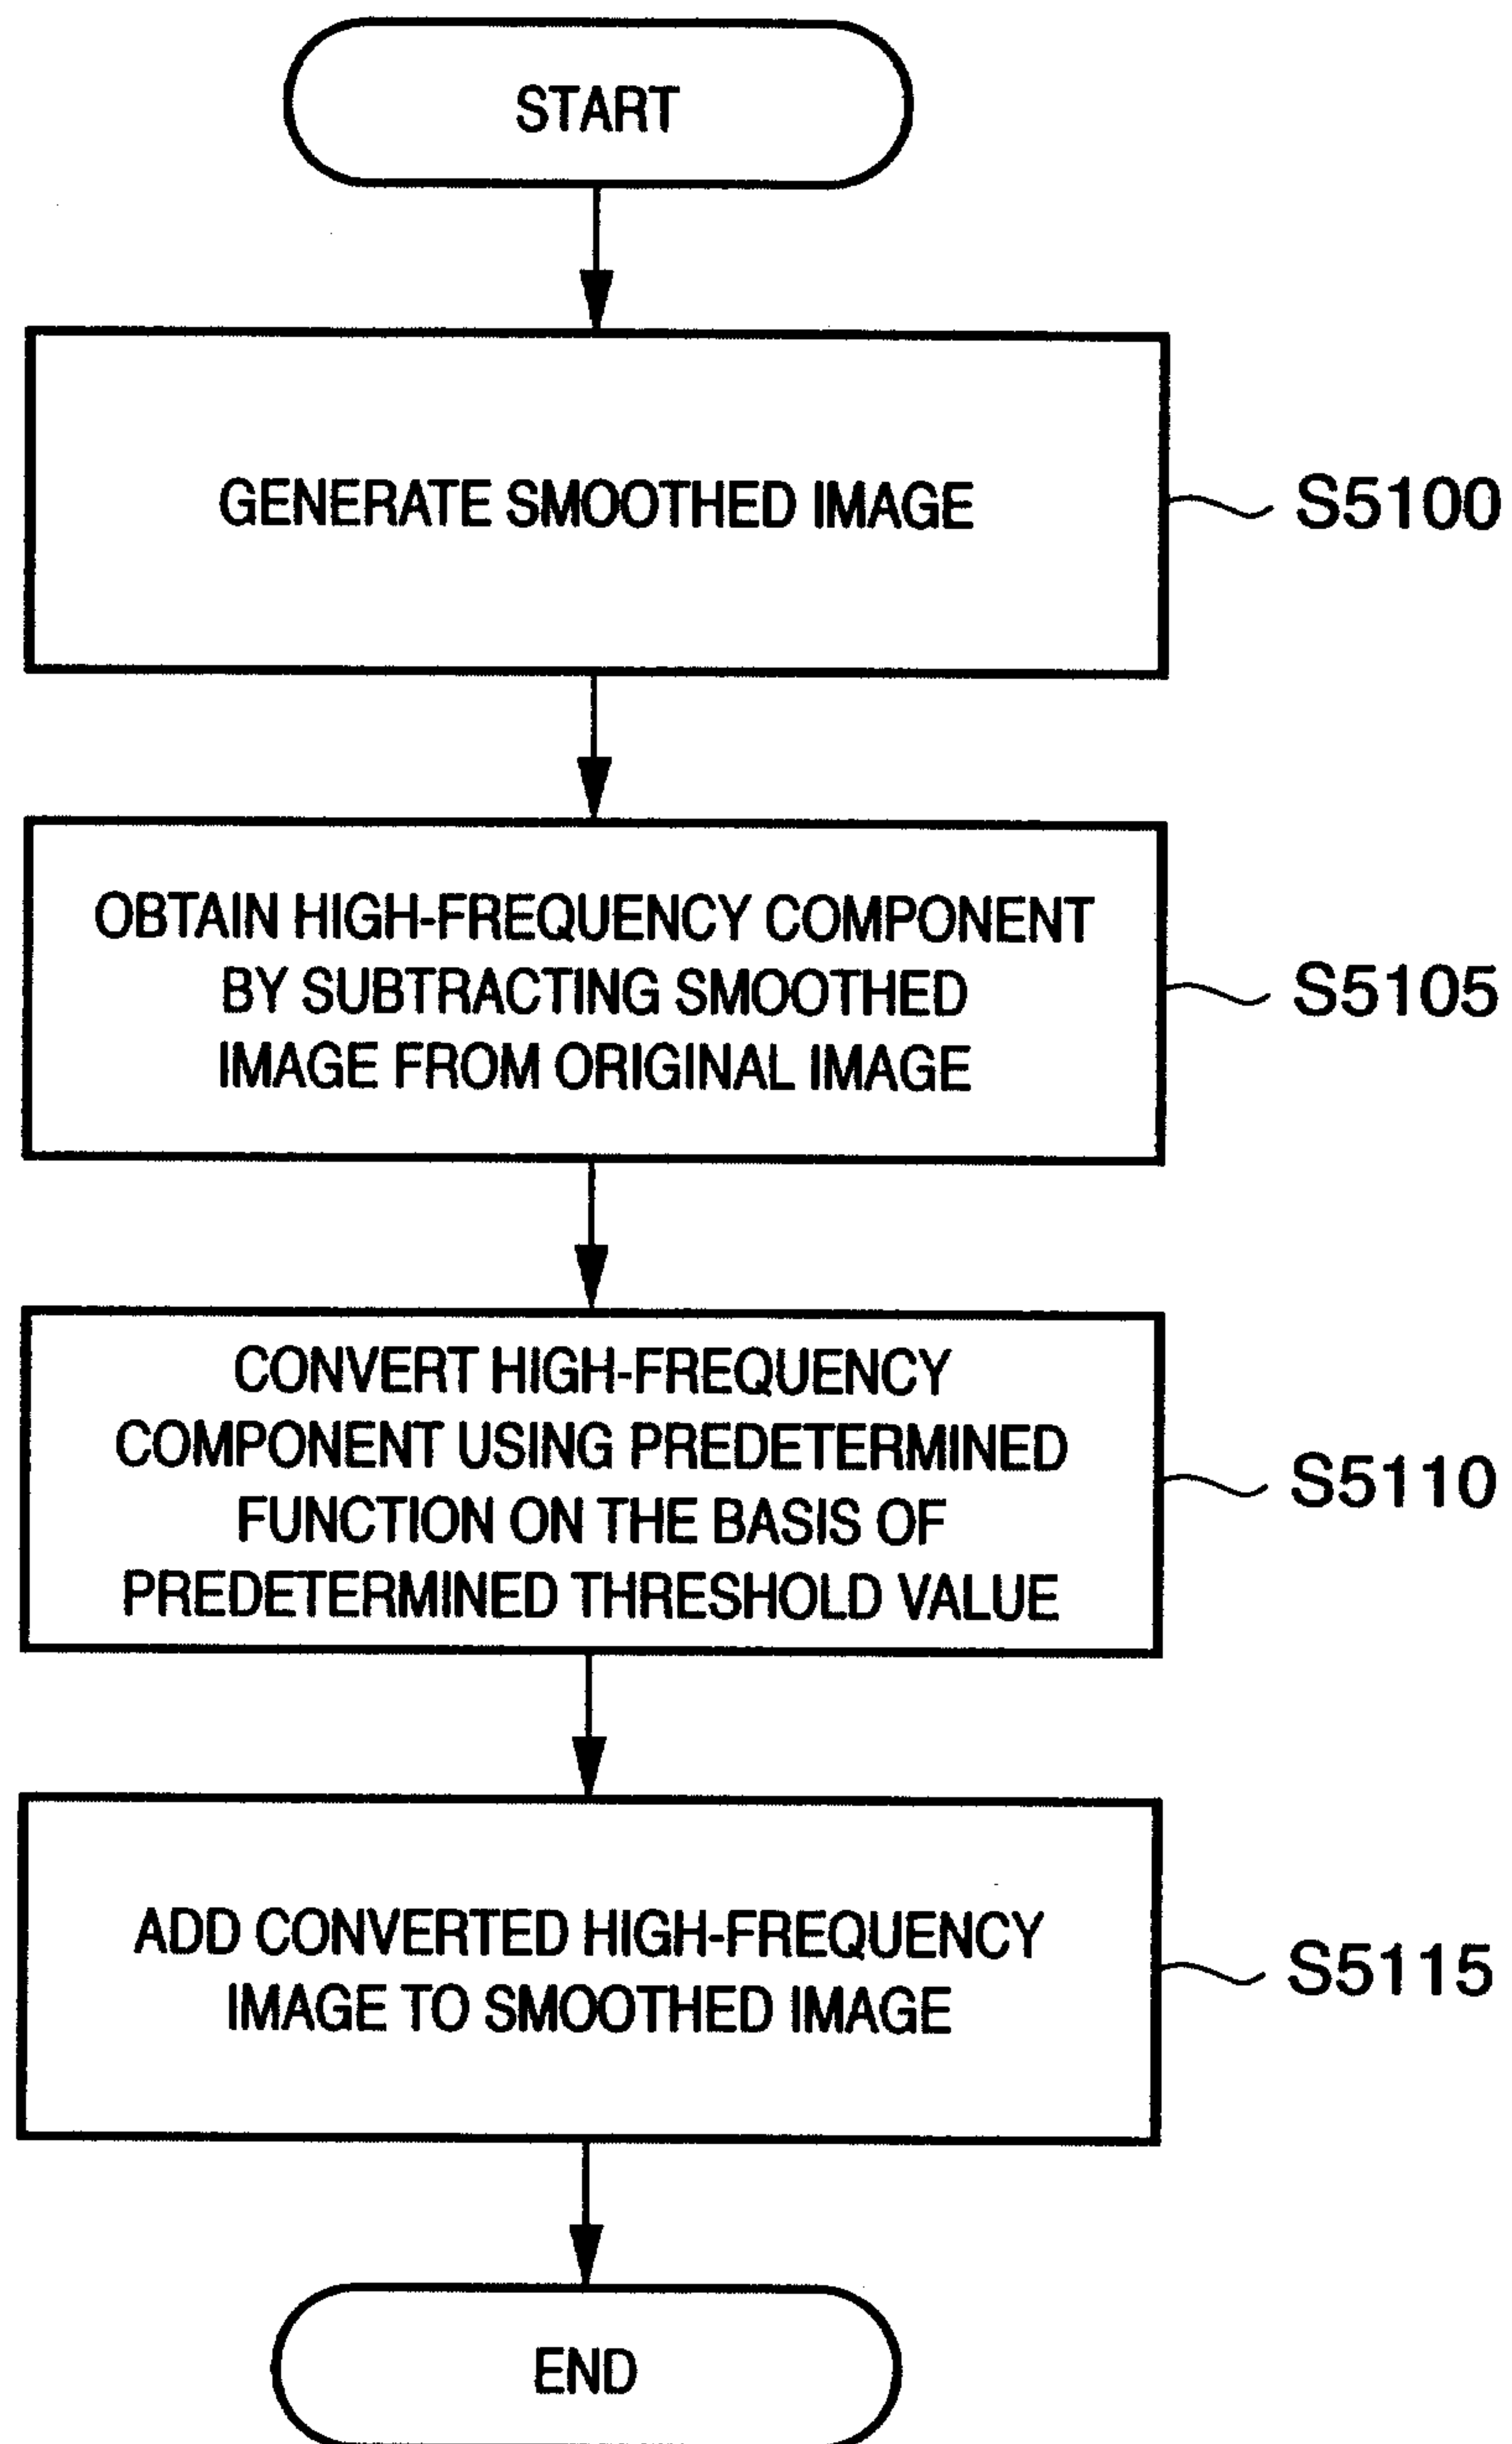 START
GENERATE SMOOTHED IMAGE
S5100
OBTAIN HIGH-FREQUENCY COMPONENT
BY SUBTRACTING SMOOTHED
IMAGE FROM ORIGINAL IMAGE
S5105
CONVERT HIGH-FREQUENCY
COMPONENT USING PREDETERMINED
FUNCTION ON THE BASIS OF
PREDETERMINED THRESHOLD VALUE
S5110
ADD CONVERTED HIGH-FREQUENCY
IMAGE TO SMOOTHED IMAGE
S5115
END